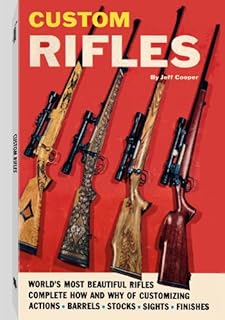 CUSTOM
RIFLES
By Jeff Cooper
CUSTOM RIFLES
WORLD'S MOST BEAUTIFUL RIFLES
COMPLETE HOW AND WHY OF CUSTOMIZING
ACTIONS • BARRELS • STOCKS • SIGHTS • FINISHES